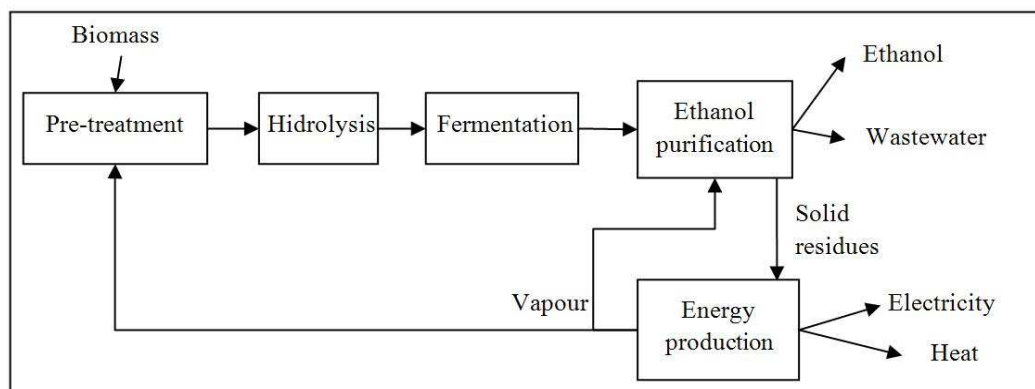 Biomass
Pre-treatment
Hidrolysis
Fermentation
Ethanol
purification
Ethanol
Wastewater
Solid
residues
Vapour
Energy
production
Electricity
Heat